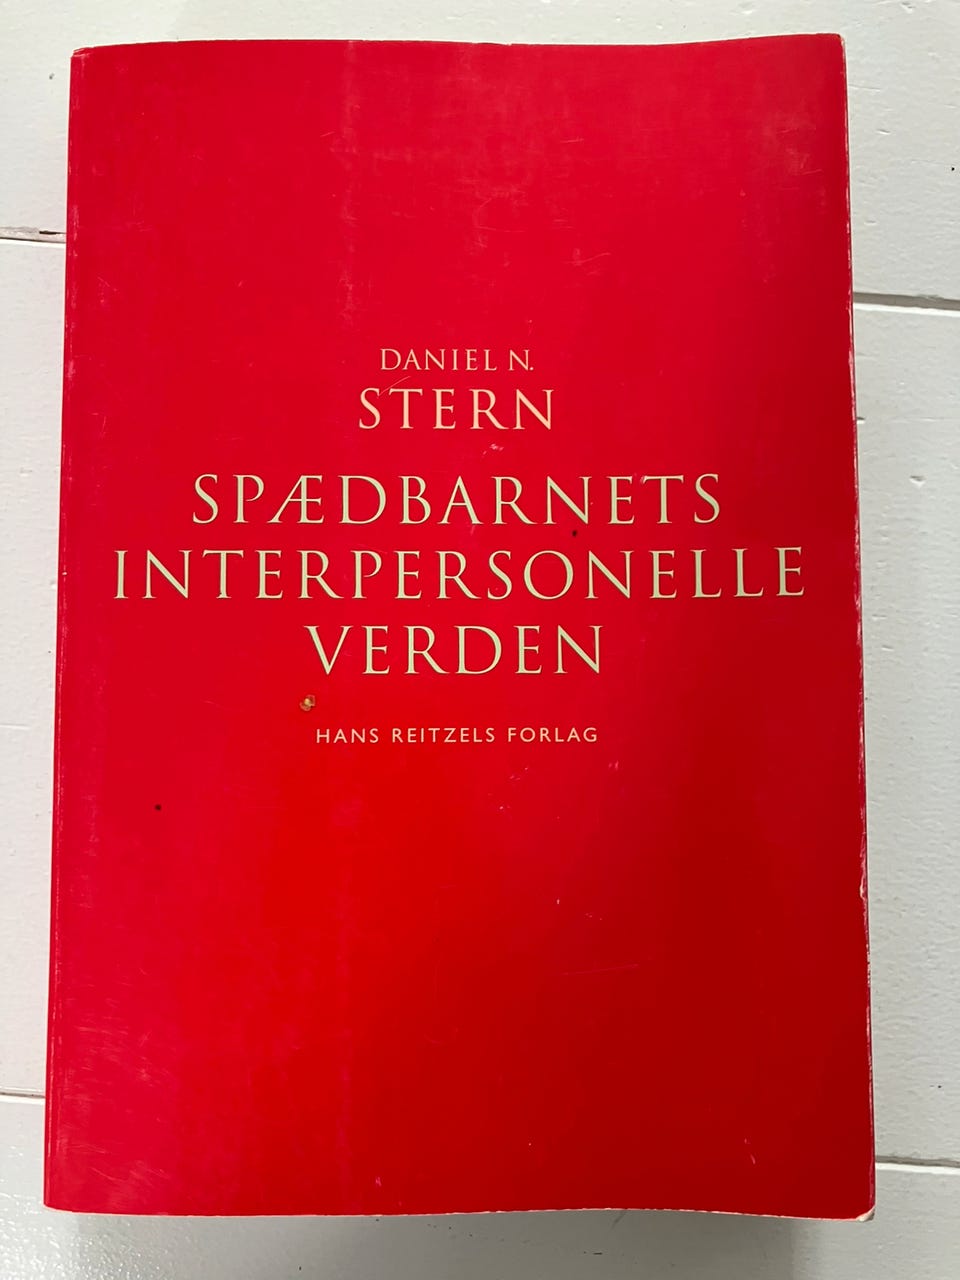 DANIEL N.
STERN
SPÆDBARNETS
INTERPERSONELLE
VERDEN
HANS REITZELS FORLAG